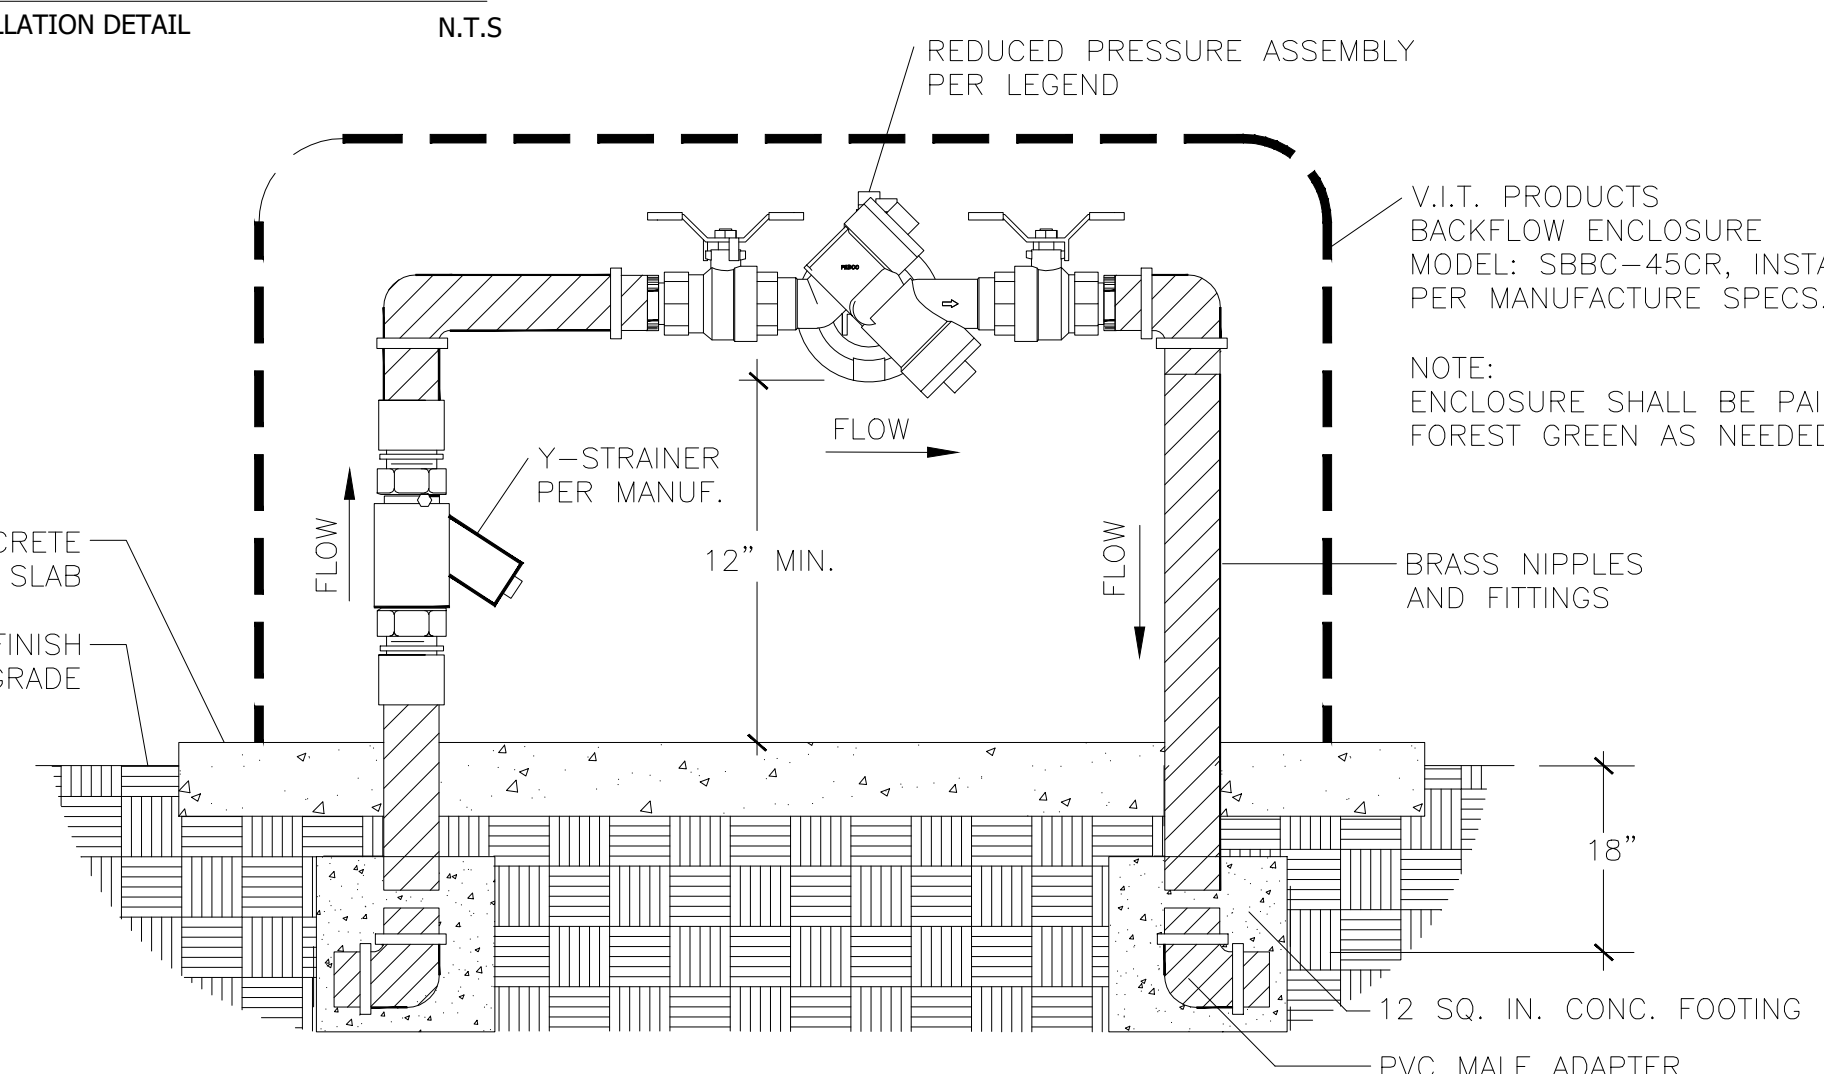 LLATION DETAIL N.T.S
REDUCED PRESSURE ASSEMBLY
PER LEGEND
V.I.T. PRODUCTS
BACKFLOW ENCLOSURE
MODEL: SBBC-45CR, INSTA
PER MANUFACTURE SPECS.
NOTE:
ENCLOSURE SHALL BE PAI
FOREST GREEN AS NEEDED
FEBCO
FLOW
Y-STRAINER
PER MANUF.
FLOW
12” MIN.
FLOW
CRETE
SLAB
BRASS NIPPLES
AND FITTINGS
FINISH
GRADE
18”
12 SQ. IN. CONC. FOOTING
PVC MALE ADAPTER